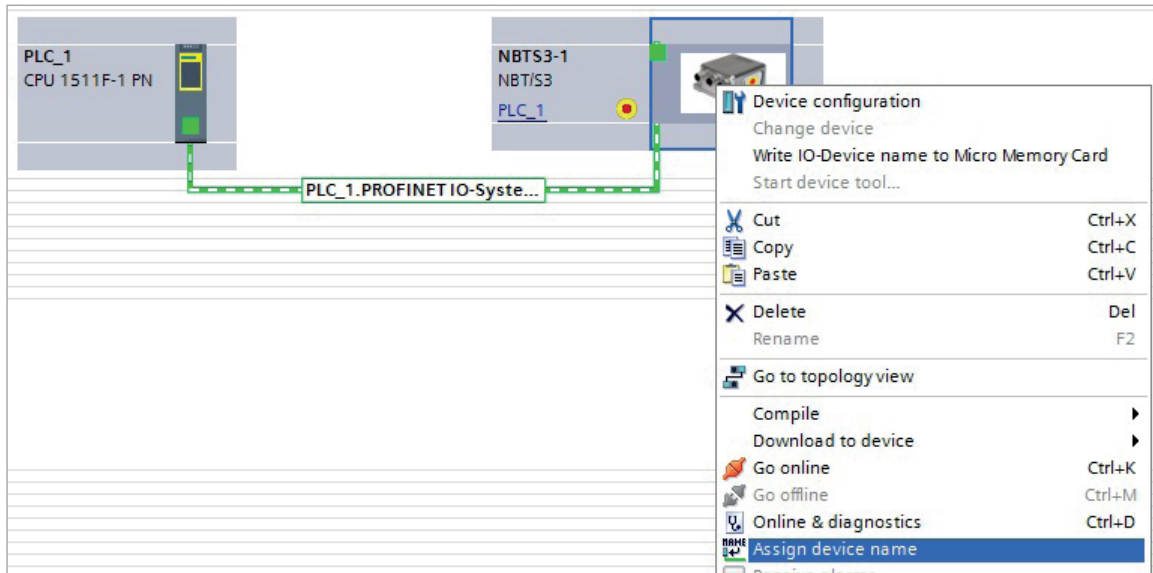 PLC_1
CPU 1511F-1 PN
NBTS3-1
NBT/S3
PLC_1
PLC_1.PROFINET IO-Syste...
Device configuration
Change device
Write IO-Device name to Micro Memory Card
Start device tool...
Cut Ctrl+X
Copy Ctrl+C
Paste Ctrl+V
Delete Del
Rename F2
Go to topology view
Compile
Download to device
Go online Ctrl+K
Go offline Ctrl+M
Online & diagnostics Ctrl+D
NAME Assign device name